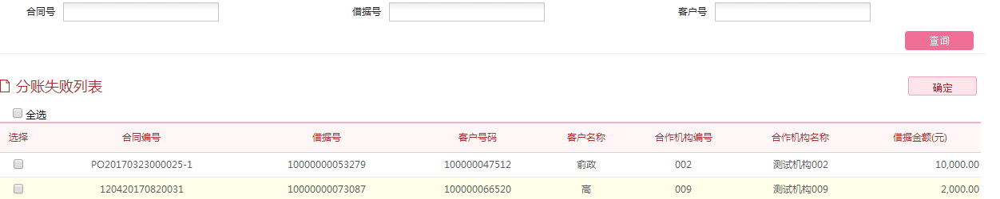 合同号 借据号 客户号
查询
分账失败列表 确定
全选
选择 合同编号 借据号 客户号码 客户名称 合作机构编号 合作机构名称 借据金额(元)
PO20170323000025-1 10000000053279 100000047512 俞政 002 测试机构002 10,000.00
120420170820031 10000000073087 100000066520 高 009 测试机构009 2,000.00